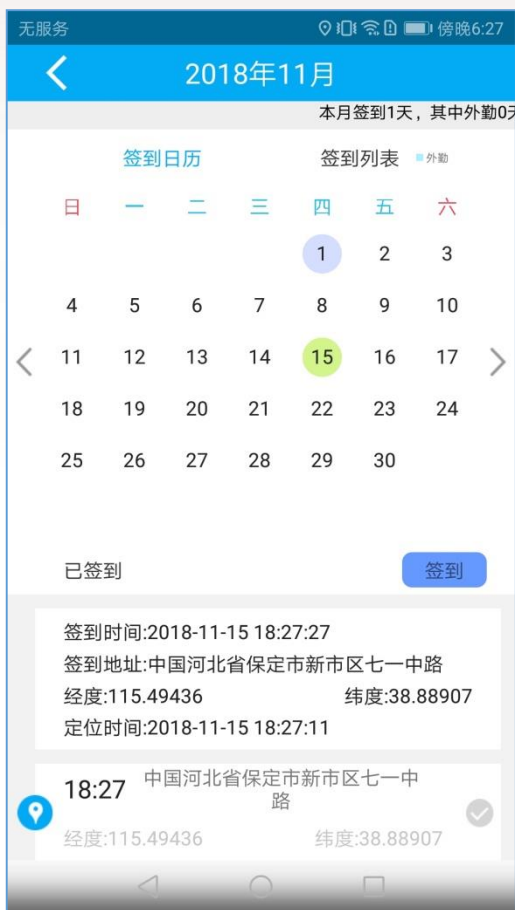 无服务 傍晚6:27
2018年11月
本月签到1天，其中外勤0天
签到日历 签到列表 外勤
日 一 二 三 四 五 六
1 2 3
4 5 6 7 8 9 10
11 12 13 14 15 16 17
18 19 20 21 22 23 24
25 26 27 28 29 30
已签到 签到
签到时间:2018-11-15 18:27:27
签到地址:中国河北省保定市新市区七一中路
经度:115.49436 纬度:38.88907
定位时间:2018-11-15 18:27:11
18:27 中国河北省保定市新市区七一中
路
经度:115.49436 纬度:38.88907